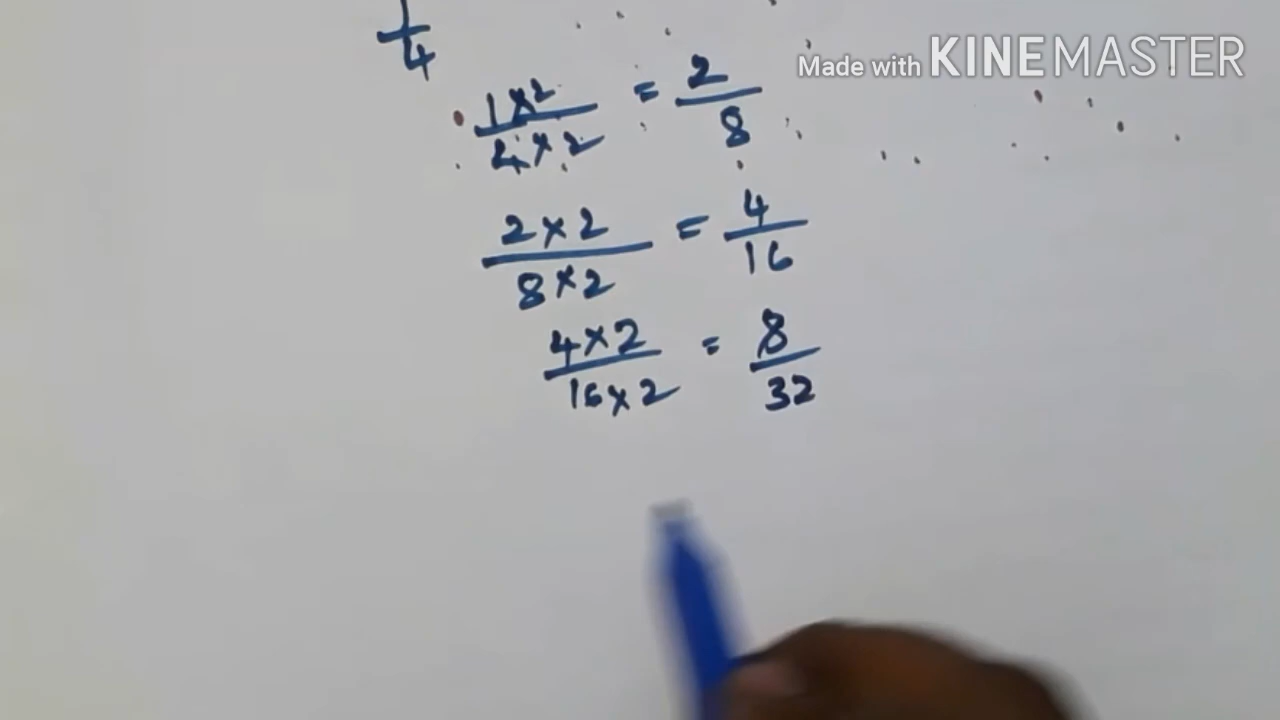 1/4
Made with KINEMASTER
1×2/4×2 = 2/8
2×2/8×2 = 4/16
4×2/16×2 = 8/32